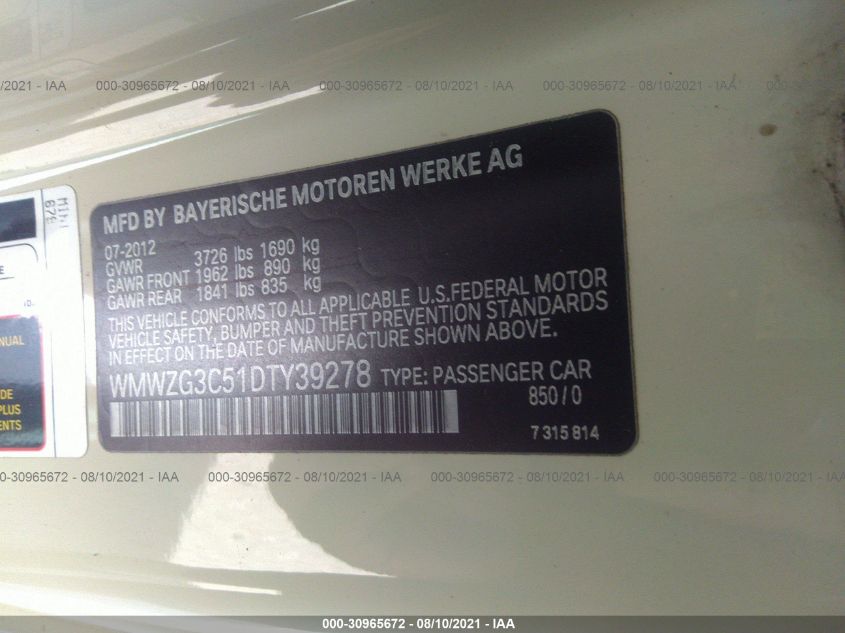 08/10/2021 - IAA 000-30965672 - 08/10/2021 - IAA 000-30965672 - 08/10/2021 - IAA 000-30965672 - 08/10/2021 - IAA
MFD BY BAYERISCHE MOTOREN WERKE AG
07-2012
GVWR 3726 lbs 1690 kg
GAWR FRONT 1962 lbs 890 kg
GAWR REAR 1841 lbs 835 kg
THIS VEHICLE CONFORMS TO ALL APPLICABLE U.S.FEDERAL MOTOR
VEHICLE SAFETY, BUMPER AND THEFT PREVENTION STANDARDS
IN EFFECT ON THE DATE OF MANUFACTURE SHOWN ABOVE.
WMWZG3C51DTY39278 TYPE: PASSENGER CAR
850/0
7 315 814
ANUAL
DE
PLUS
ENTS
000-30965672 - 08/10/2021 - IAA 000-30965672 - 08/10/2021 - IAA 000-30965672 - 08/10/2021 - IAA 000-30965672 - 08/10/2021
000-30965672 - 08/10/2021 - IAA